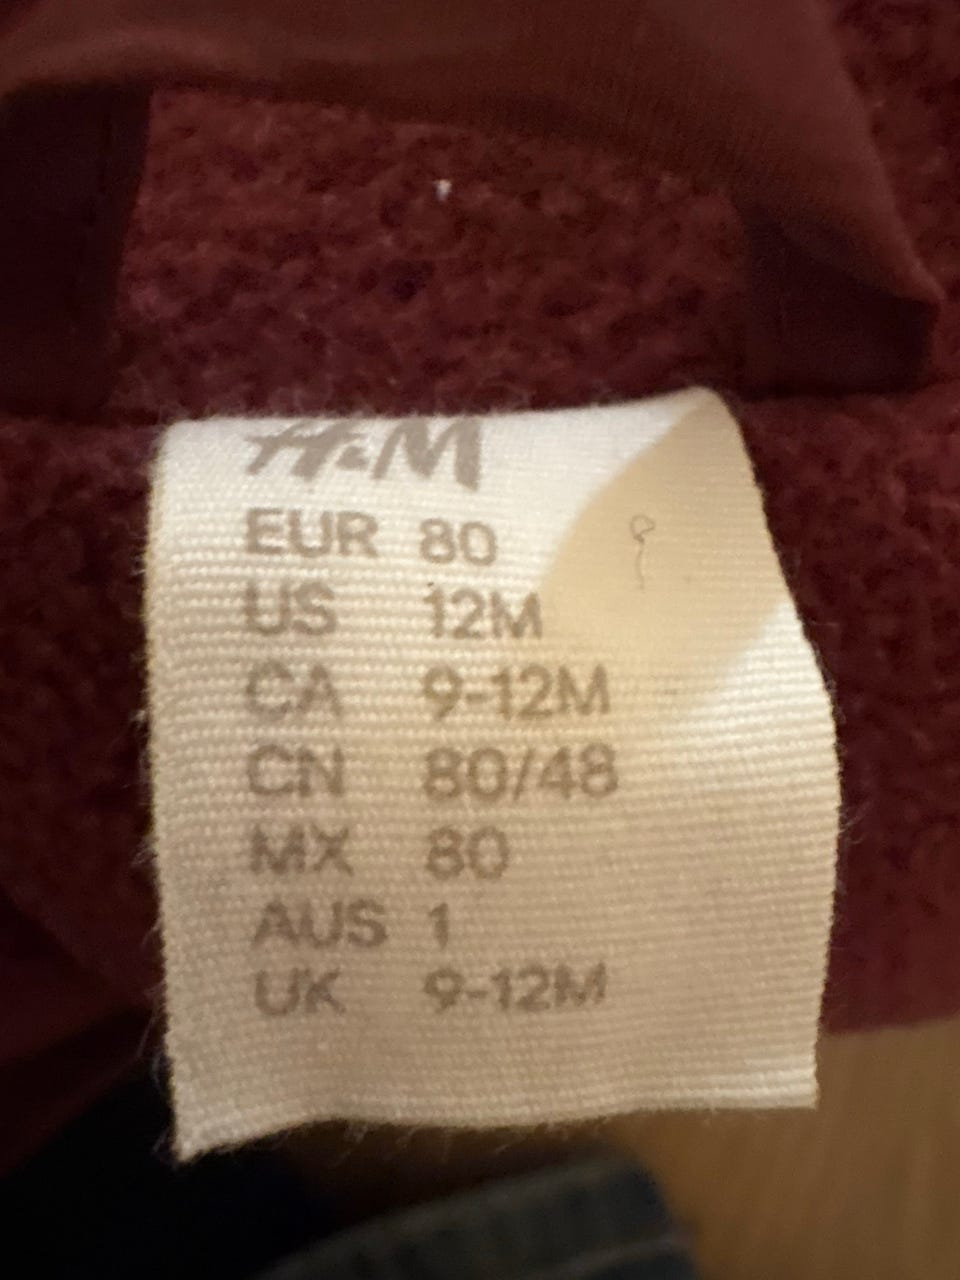 H&M
EUR 80
US 12M
CA 9-12M
CN 80/48
MX 80
AUS 1
UK 9-12M